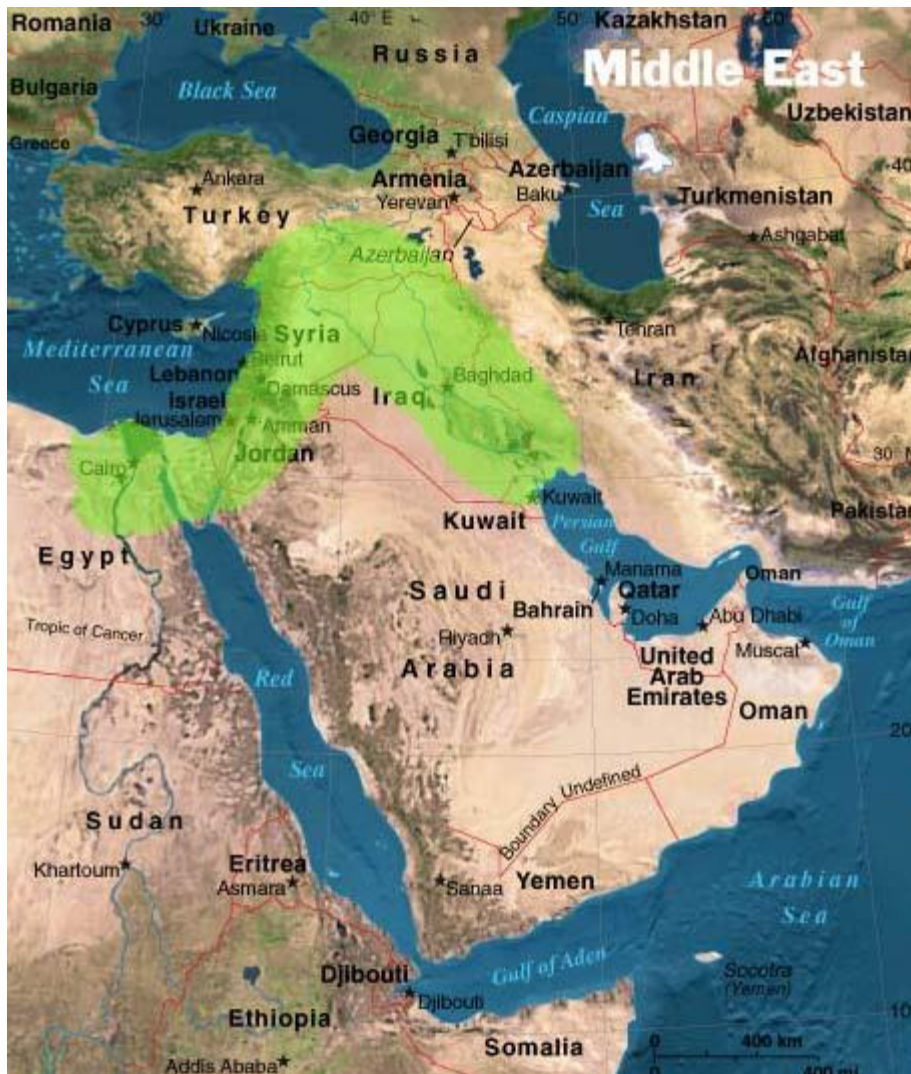 Romania
30°
Ukraine
40° E
50°
Kazakhstan
60°
Russia
Middle East
Bulgaria
Black Sea
Caspian
Sea
Uzbekistan
Greece
Georgia
T'bilisi
Azerbaijan
Baku
Armenia
Yerevan
40
Ankara
Turkey
Turkmenistan
Azerbaijan
Ashgabat
Cyprus
Nicosia
Syria
Tehran
Mediterranean
Sea
Beirut
Lebanon
Damascus
Baghdad
Afghanistan
Iran
Israel
Iraq
Jerusalem
Amman
Jordan
30° N
Cairo
Kuwait
Kuwait
Pakistan
Persian
Gulf
Egypt
Manama
Oman
Saudi
Arabia
Bahrain
Qatar
Doha
Abu Dhabi
Gulf
of
Oman
Tropic of Cancer
Riyadh
Muscat
United
Arab
Emirates
Red
Sea
Oman
20
Boundary Undefined
Sudan
Khartoum
Eritrea
Asmara
Sanaa
Yemen
Arabian
Sea
Djibouti
Djibouti
Gulf of Aden
Socotra
(Yemen)
Ethiopia
10
Somalia
0
400 km
Addis Ababa
0
400 mi